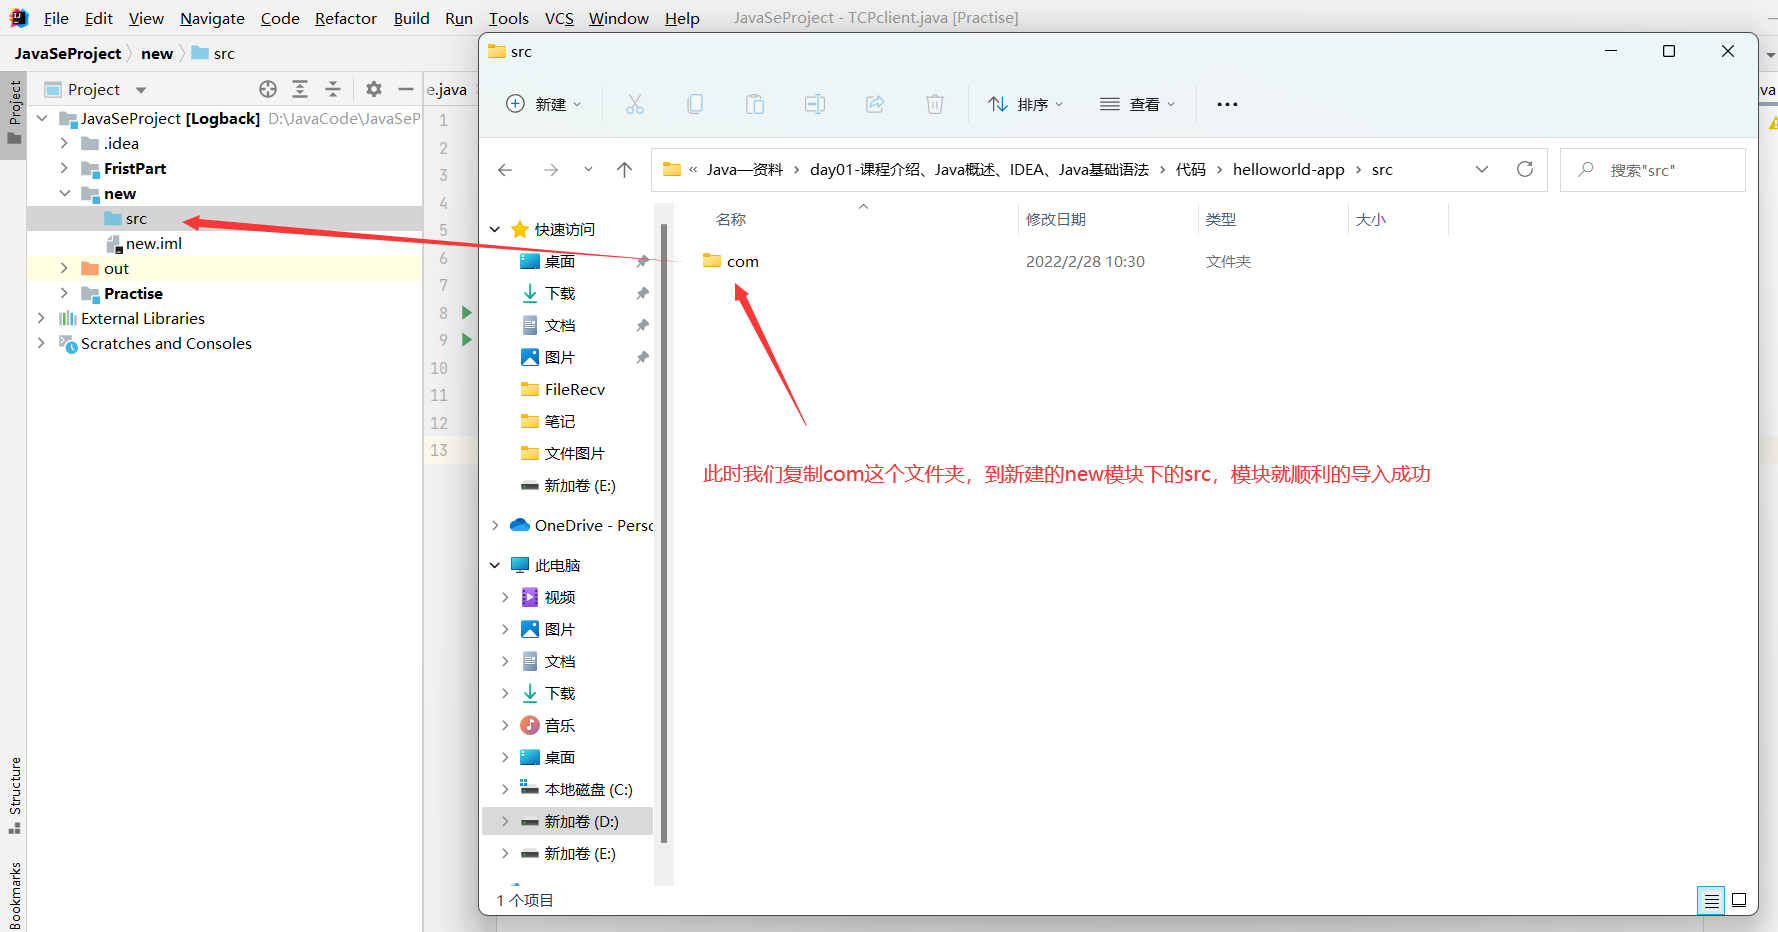 File Edit View Navigate Code Refactor Build Run Tools VCS Window Help JavaSeProject - TCPclient.java [Practise]
JavaSeProject new src
Project
Project
e.java
JavaSeProject [Logback] D:\JavaCode\JavaSeP
.idea
FristPart
new
src
new.iml
out
Practise
External Libraries
Scratches and Consoles
Structure
Bookmarks
1
2
3
4
5
6
7
8
9
10
11
12
13
src
新建
排序
查看
« Java—资料 › day01-课程介绍、Java概述、IDEA、Java基础语法 › 代码 › helloworld-app › src
搜索"src"
名称 修改日期 类型 大小
com 2022/2/28 10:30 文件夹
快速访问
桌面
下载
文档
图片
FileRecv
笔记
文件图片
新加卷 (E:)
OneDrive - Perso
此电脑
视频
图片
文档
下载
音乐
桌面
本地磁盘 (C:)
新加卷 (D:)
新加卷 (E:)
此时我们复制com这个文件夹，到新建的new模块下的src，模块就顺利的导入成功
1 个项目
va